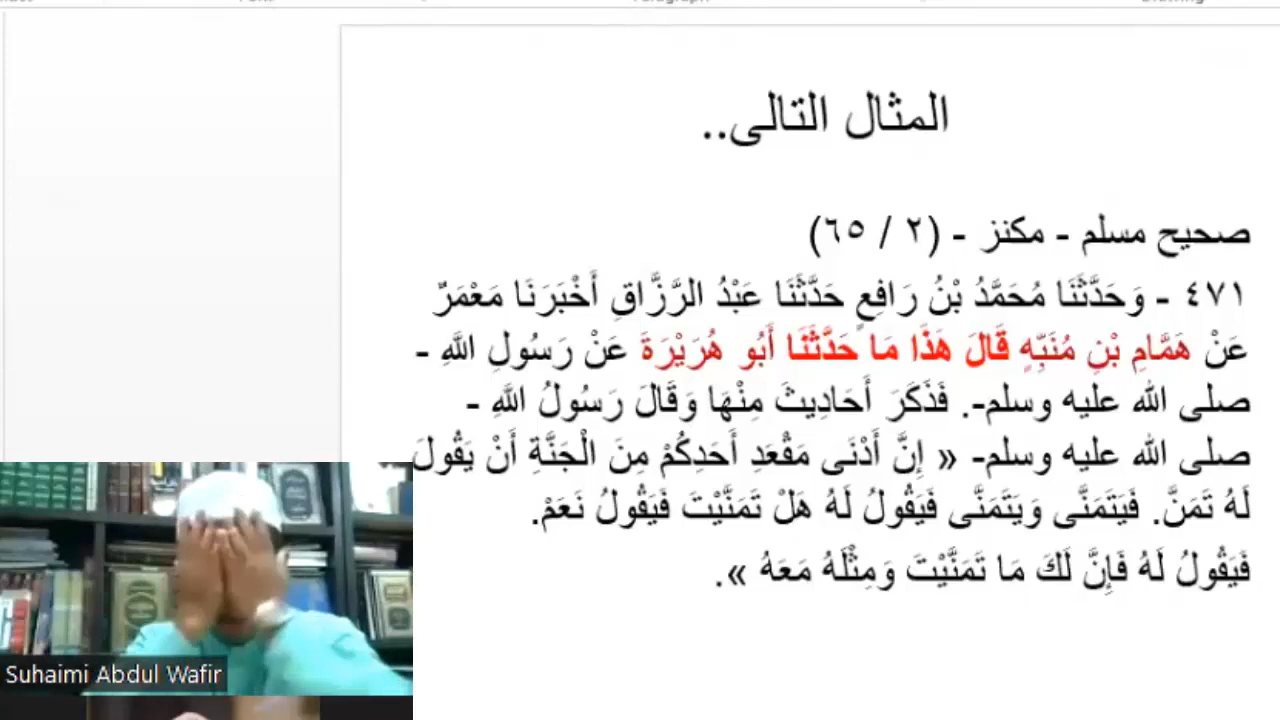 المثال التالى..
صحيح مسلم - مكنز - (٢ / ٦٥)
٤٧١ - وَحَدَّثَنَا مُحَمَّدُ بْنُ رَافِعٍ حَدَّثَنَا عَبْدُ الرَّزَّاقِ أَخْبَرَنَا مَعْمَرٌ
عَنْ هَمَّامِ بْنِ مُنَبِّهٍ قَالَ هَذَا مَا حَدَّثَنَا أَبُو هُرَيْرَةَ عَنْ رَسُولِ اللَّهِ -
صلى الله عليه وسلم-. فَذَكَرَ أَحَادِيثَ مِنْهَا وَقَالَ رَسُولُ اللَّهِ -
صلى الله عليه وسلم- « إِنَّ أَدْنَى مَقْعَدِ أَحَدِكُمْ مِنَ الْجَنَّةِ أَنْ يَقُولَ
لَهُ تَمَنَّ. فَيَتَمَنَّى وَيَتَمَنَّى فَيَقُولُ لَهُ هَلْ تَمَنَّيْتَ فَيَقُولُ نَعَمْ.
فَيَقُولُ لَهُ فَإِنَّ لَكَ مَا تَمَنَّيْتَ وَمِثْلَهُ مَعَهُ ».
Suhaimi Abdul Wafir